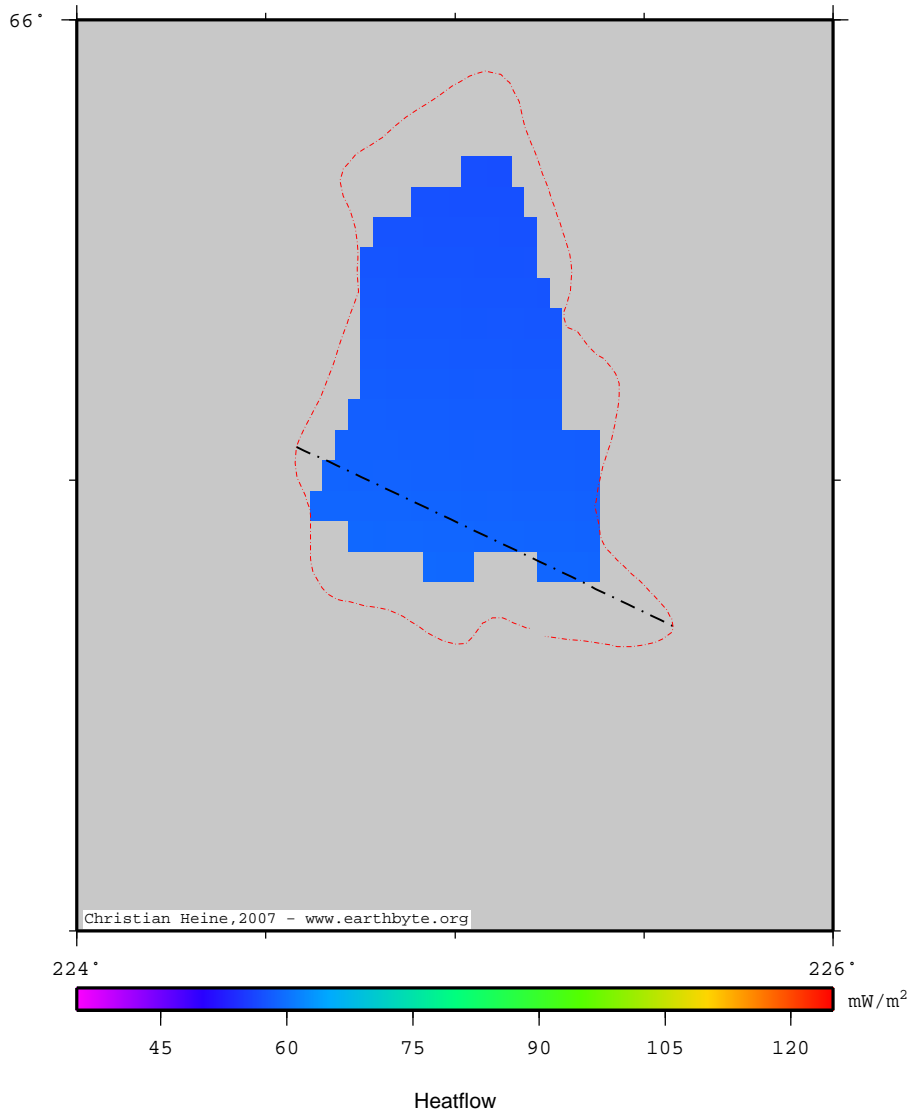 66°
Christian Heine,2007 - www.earthbyte.org
224° 226°
mW/m²
45 60 75 90 105 120
Heatflow